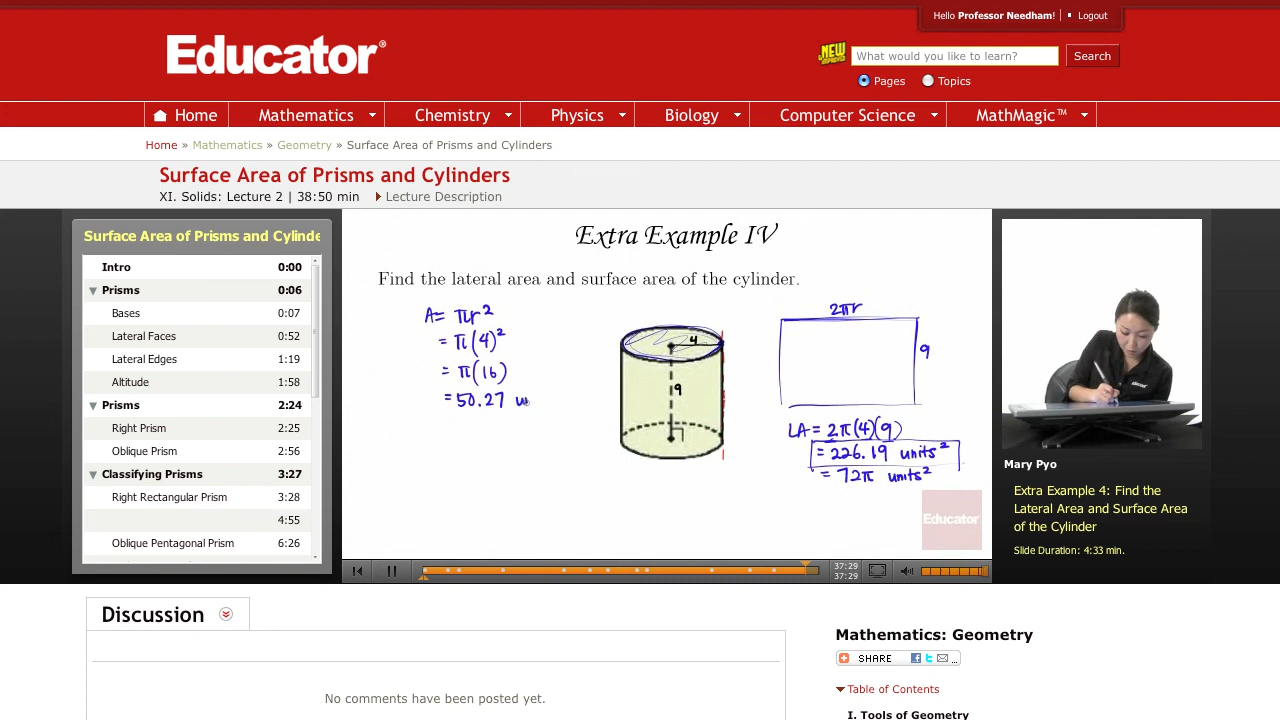 Hello Professor Needham! Logout
Educator®
NEW
What would you like to learn? Search
Pages Topics
Home Mathematics Chemistry Physics Biology Computer Science MathMagic™
Home » Mathematics » Geometry » Surface Area of Prisms and Cylinders
Surface Area of Prisms and Cylinders
XI. Solids: Lecture 2 | 38:50 min Lecture Description
Surface Area of Prisms and Cylinde
Intro 0:00
Prisms 0:06
Bases 0:07
Lateral Faces 0:52
Lateral Edges 1:19
Altitude 1:58
Prisms 2:24
Right Prism 2:25
Oblique Prism 2:56
Classifying Prisms 3:27
Right Rectangular Prism 3:28
4:55
Oblique Pentagonal Prism 6:26
Extra Example IV
Find the lateral area and surface area of the cylinder.
A = πr²
= π(4)²
= π(16)
= 50.27 u
4
9
2πr
9
LA = 2π(4)(9)
= 226.19 units²
= 72π units²
Educator
37:29
37:29
Mary Pyo
Extra Example 4: Find the
Lateral Area and Surface Area
of the Cylinder
Slide Duration: 4:33 min.
Discussion
No comments have been posted yet.
Mathematics: Geometry
SHARE ...
Table of Contents
I. Tools of Geometry